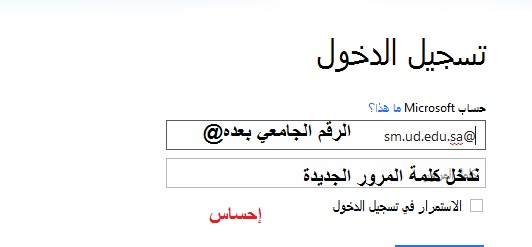 تسجيل الدخول
حساب Microsoft ما هذا؟
الرقم الجامعي بعده@ sm.ud.edu.sa@
ندخل كلمة المرور الجديدة
الاستمرار في تسجيل الدخول
إحساس